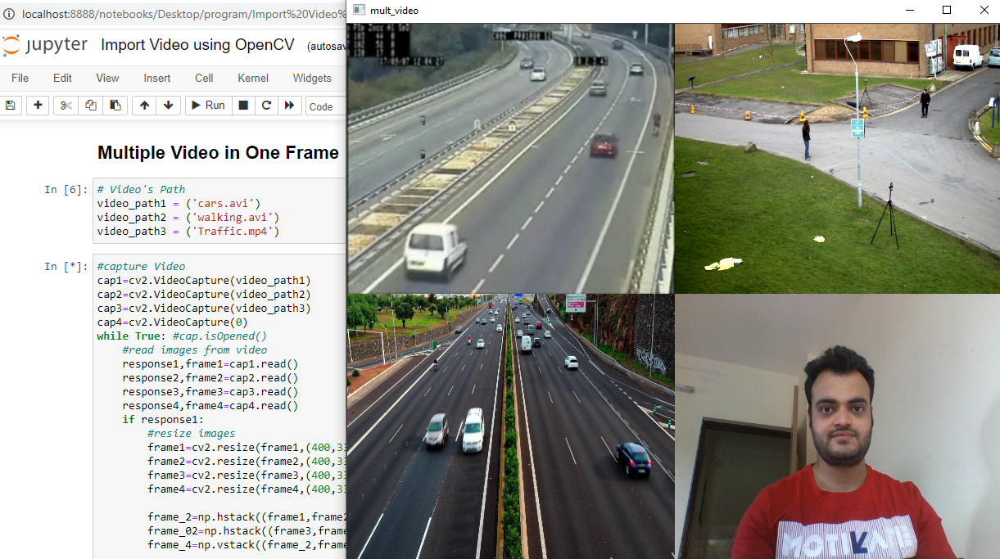 localhost:8888/notebooks/Desktop/program/Import%20Video%
jupyter Import Video using OpenCV (autosav
File Edit View Insert Cell Kernel Widgets
Run Code
Multiple Video in One Frame
In [6]: # Video's Path
video_path1 = ('cars.avi')
video_path2 = ('walking.avi')
video_path3 = ('Traffic.mp4')
In [*]: #capture Video
cap1=cv2.VideoCapture(video_path1)
cap2=cv2.VideoCapture(video_path2)
cap3=cv2.VideoCapture(video_path3)
cap4=cv2.VideoCapture(0)
while True: #cap.isOpened()
#read images from video
response1,frame1=cap1.read()
response2,frame2=cap2.read()
response3,frame3=cap3.read()
response4,frame4=cap4.read()
if response1:
#resize images
frame1=cv2.resize(frame1,(400,33
frame2=cv2.resize(frame2,(400,33
frame3=cv2.resize(frame3,(400,33
frame4=cv2.resize(frame4,(400,33
frame_2=np.hstack((frame1,frame2
frame_02=np.hstack((frame3,frame
frame_4=np.vstack((frame_2,frame
mult_video
MOTIVATE